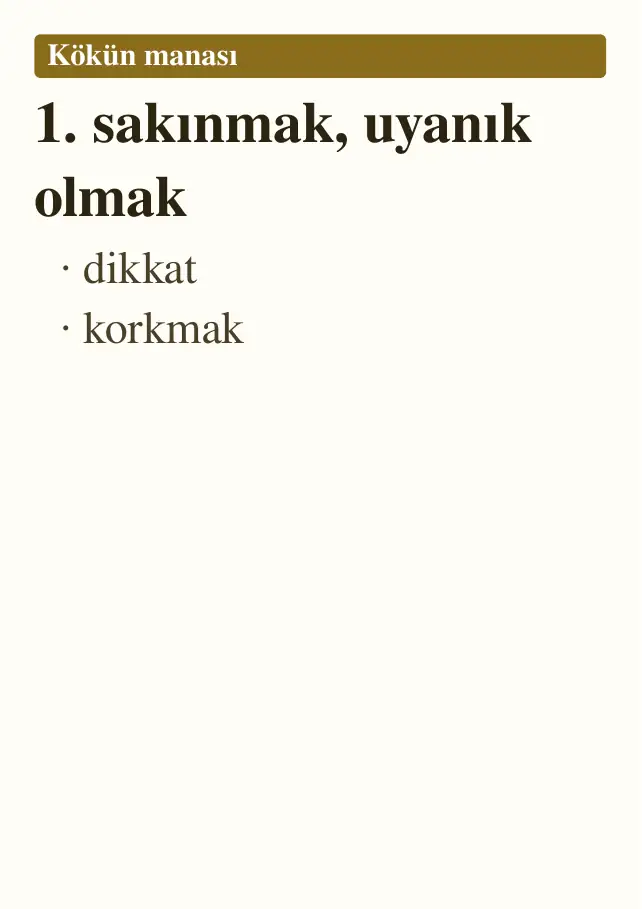 Kökün manası
1. sakınmak, uyanık
olmak
· dikkat
· korkmak